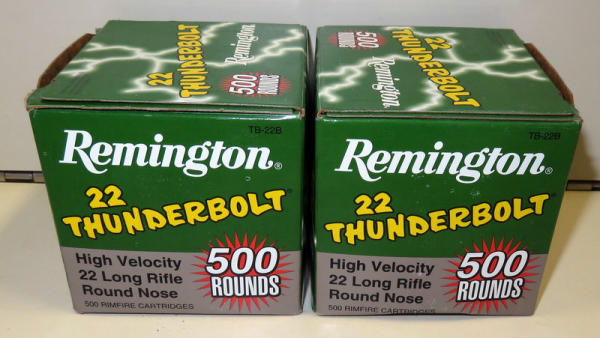 22
THUNDERBOLT
500
ROUNDS
TB-22B
Remington®
22
THUNDERBOLT®
High Velocity
22 Long Rifle
Round Nose
500
ROUNDS
500 RIMFIRE CARTRIDGES
Remington
22
THUNDERBOLT
500
ROUNDS
TB-22B
Remington®
22
THUNDERBOLT®
High Velocity
22 Long Rifle
Round Nose
500
ROUNDS
500 RIMFIRE CARTRIDGES